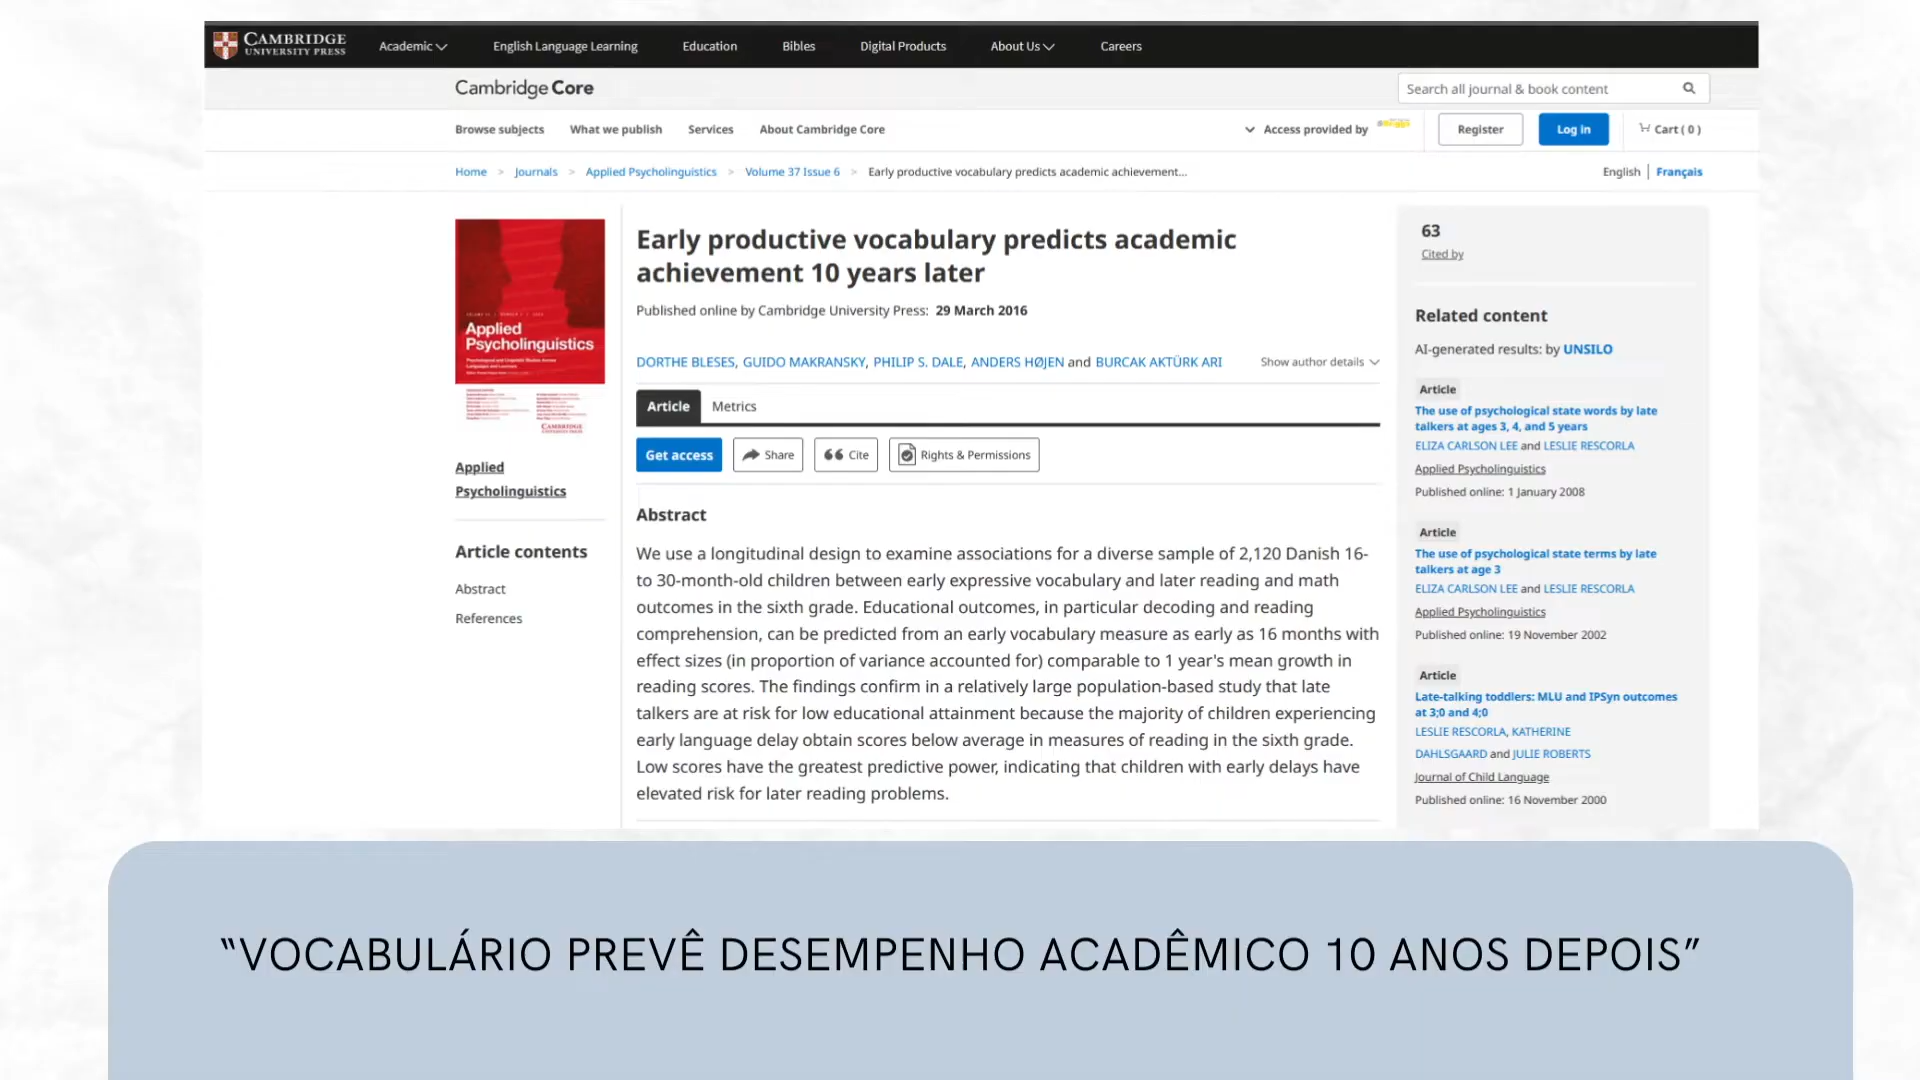 CAMBRIDGE
UNIVERSITY PRESS
Academic
English Language Learning
Education
Bibles
Digital Products
About Us
Careers
Cambridge Core
Search all journal & book content
Browse subjects
What we publish
Services
About Cambridge Core
Access provided by
Register
Log in
Cart ( 0 )
Home > Journals > Applied Psycholinguistics > Volume 37 Issue 6 > Early productive vocabulary predicts academic achievement...
English | Français
Applied
Psycholinguistics
CAMBRIDGE
Applied
Psycholinguistics
Article contents
Abstract
References
Early productive vocabulary predicts academic
achievement 10 years later
Published online by Cambridge University Press: 29 March 2016
DORTHE BLESES, GUIDO MAKRANSKY, PHILIP S. DALE, ANDERS HØJEN and BURCAK AKTÜRK ARI
Show author details
Article
Metrics
Get access
Share
Cite
Rights & Permissions
Abstract
We use a longitudinal design to examine associations for a diverse sample of 2,120 Danish 16-
to 30-month-old children between early expressive vocabulary and later reading and math
outcomes in the sixth grade. Educational outcomes, in particular decoding and reading
comprehension, can be predicted from an early vocabulary measure as early as 16 months with
effect sizes (in proportion of variance accounted for) comparable to 1 year's mean growth in
reading scores. The findings confirm in a relatively large population-based study that late
talkers are at risk for low educational attainment because the majority of children experiencing
early language delay obtain scores below average in measures of reading in the sixth grade.
Low scores have the greatest predictive power, indicating that children with early delays have
elevated risk for later reading problems.
63
Cited by
Related content
AI-generated results: by UNSILO
Article
The use of psychological state words by late
talkers at ages 3, 4, and 5 years
ELIZA CARLSON LEE and LESLIE RESCORLA
Applied Psycholinguistics
Published online: 1 January 2008
Article
The use of psychological state terms by late
talkers at age 3
ELIZA CARLSON LEE and LESLIE RESCORLA
Applied Psycholinguistics
Published online: 19 November 2002
Article
Late-talking toddlers: MLU and IPSyn outcomes
at 3;0 and 4;0
LESLIE RESCORLA, KATHERINE
DAHLSGAARD and JULIE ROBERTS
Journal of Child Language
Published online: 16 November 2000
“VOCABULÁRIO PREVÊ DESEMPENHO ACADÊMICO 10 ANOS DEPOIS”